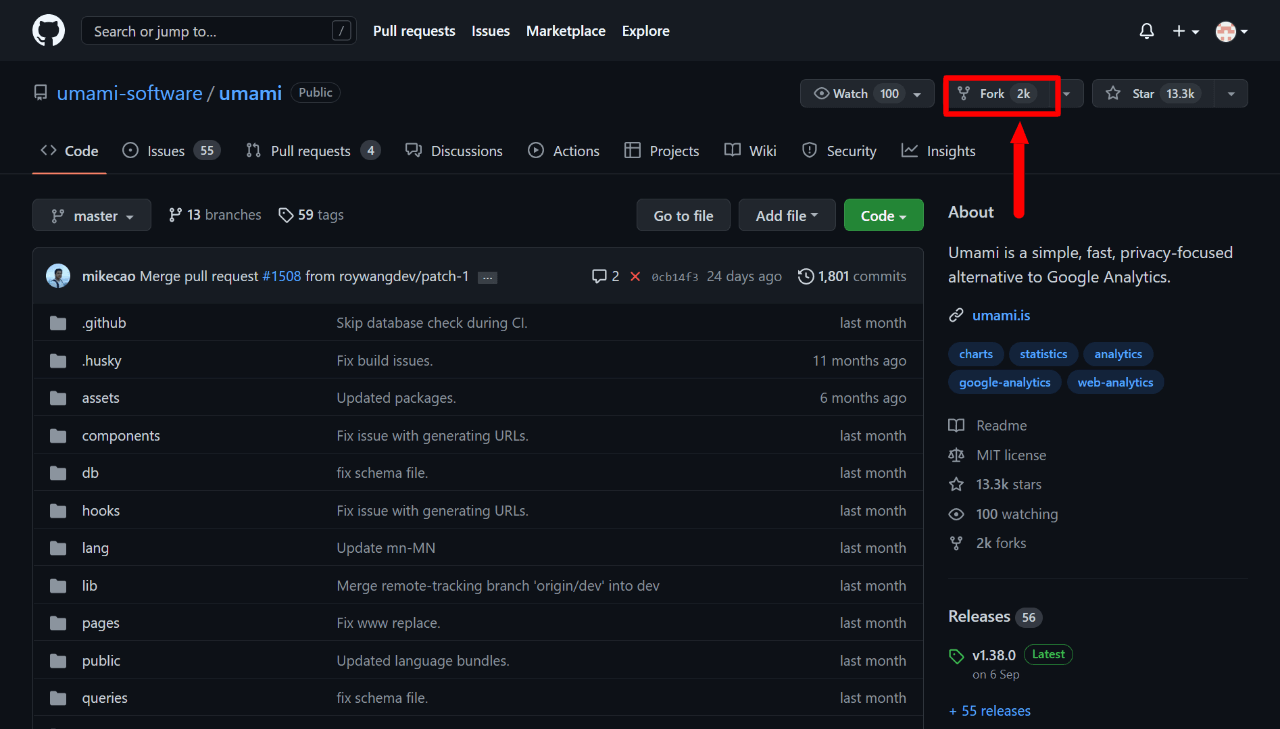 Search or jump to... / Pull requests Issues Marketplace Explore
umami-software / umami Public Watch 100 Fork 2k Star 13.3k
Code Issues 55 Pull requests 4 Discussions Actions Projects Wiki Security Insights
master 13 branches 59 tags Go to file Add file Code
mikecao Merge pull request #1508 from roywangdev/patch-1 ... 2 0cb14f3 24 days ago 1,801 commits
.github Skip database check during CI. last month
.husky Fix build issues. 11 months ago
assets Updated packages. 6 months ago
components Fix issue with generating URLs. last month
db fix schema file. last month
hooks Fix issue with generating URLs. last month
lang Update mn-MN last month
lib Merge remote-tracking branch 'origin/dev' into dev last month
pages Fix www replace. last month
public Updated language bundles. last month
queries fix schema file. last month
About
Umami is a simple, fast, privacy-focused
alternative to Google Analytics.
umami.is
charts statistics analytics
google-analytics web-analytics
Readme
MIT license
13.3k stars
100 watching
2k forks
Releases 56
v1.38.0 Latest
on 6 Sep
+ 55 releases